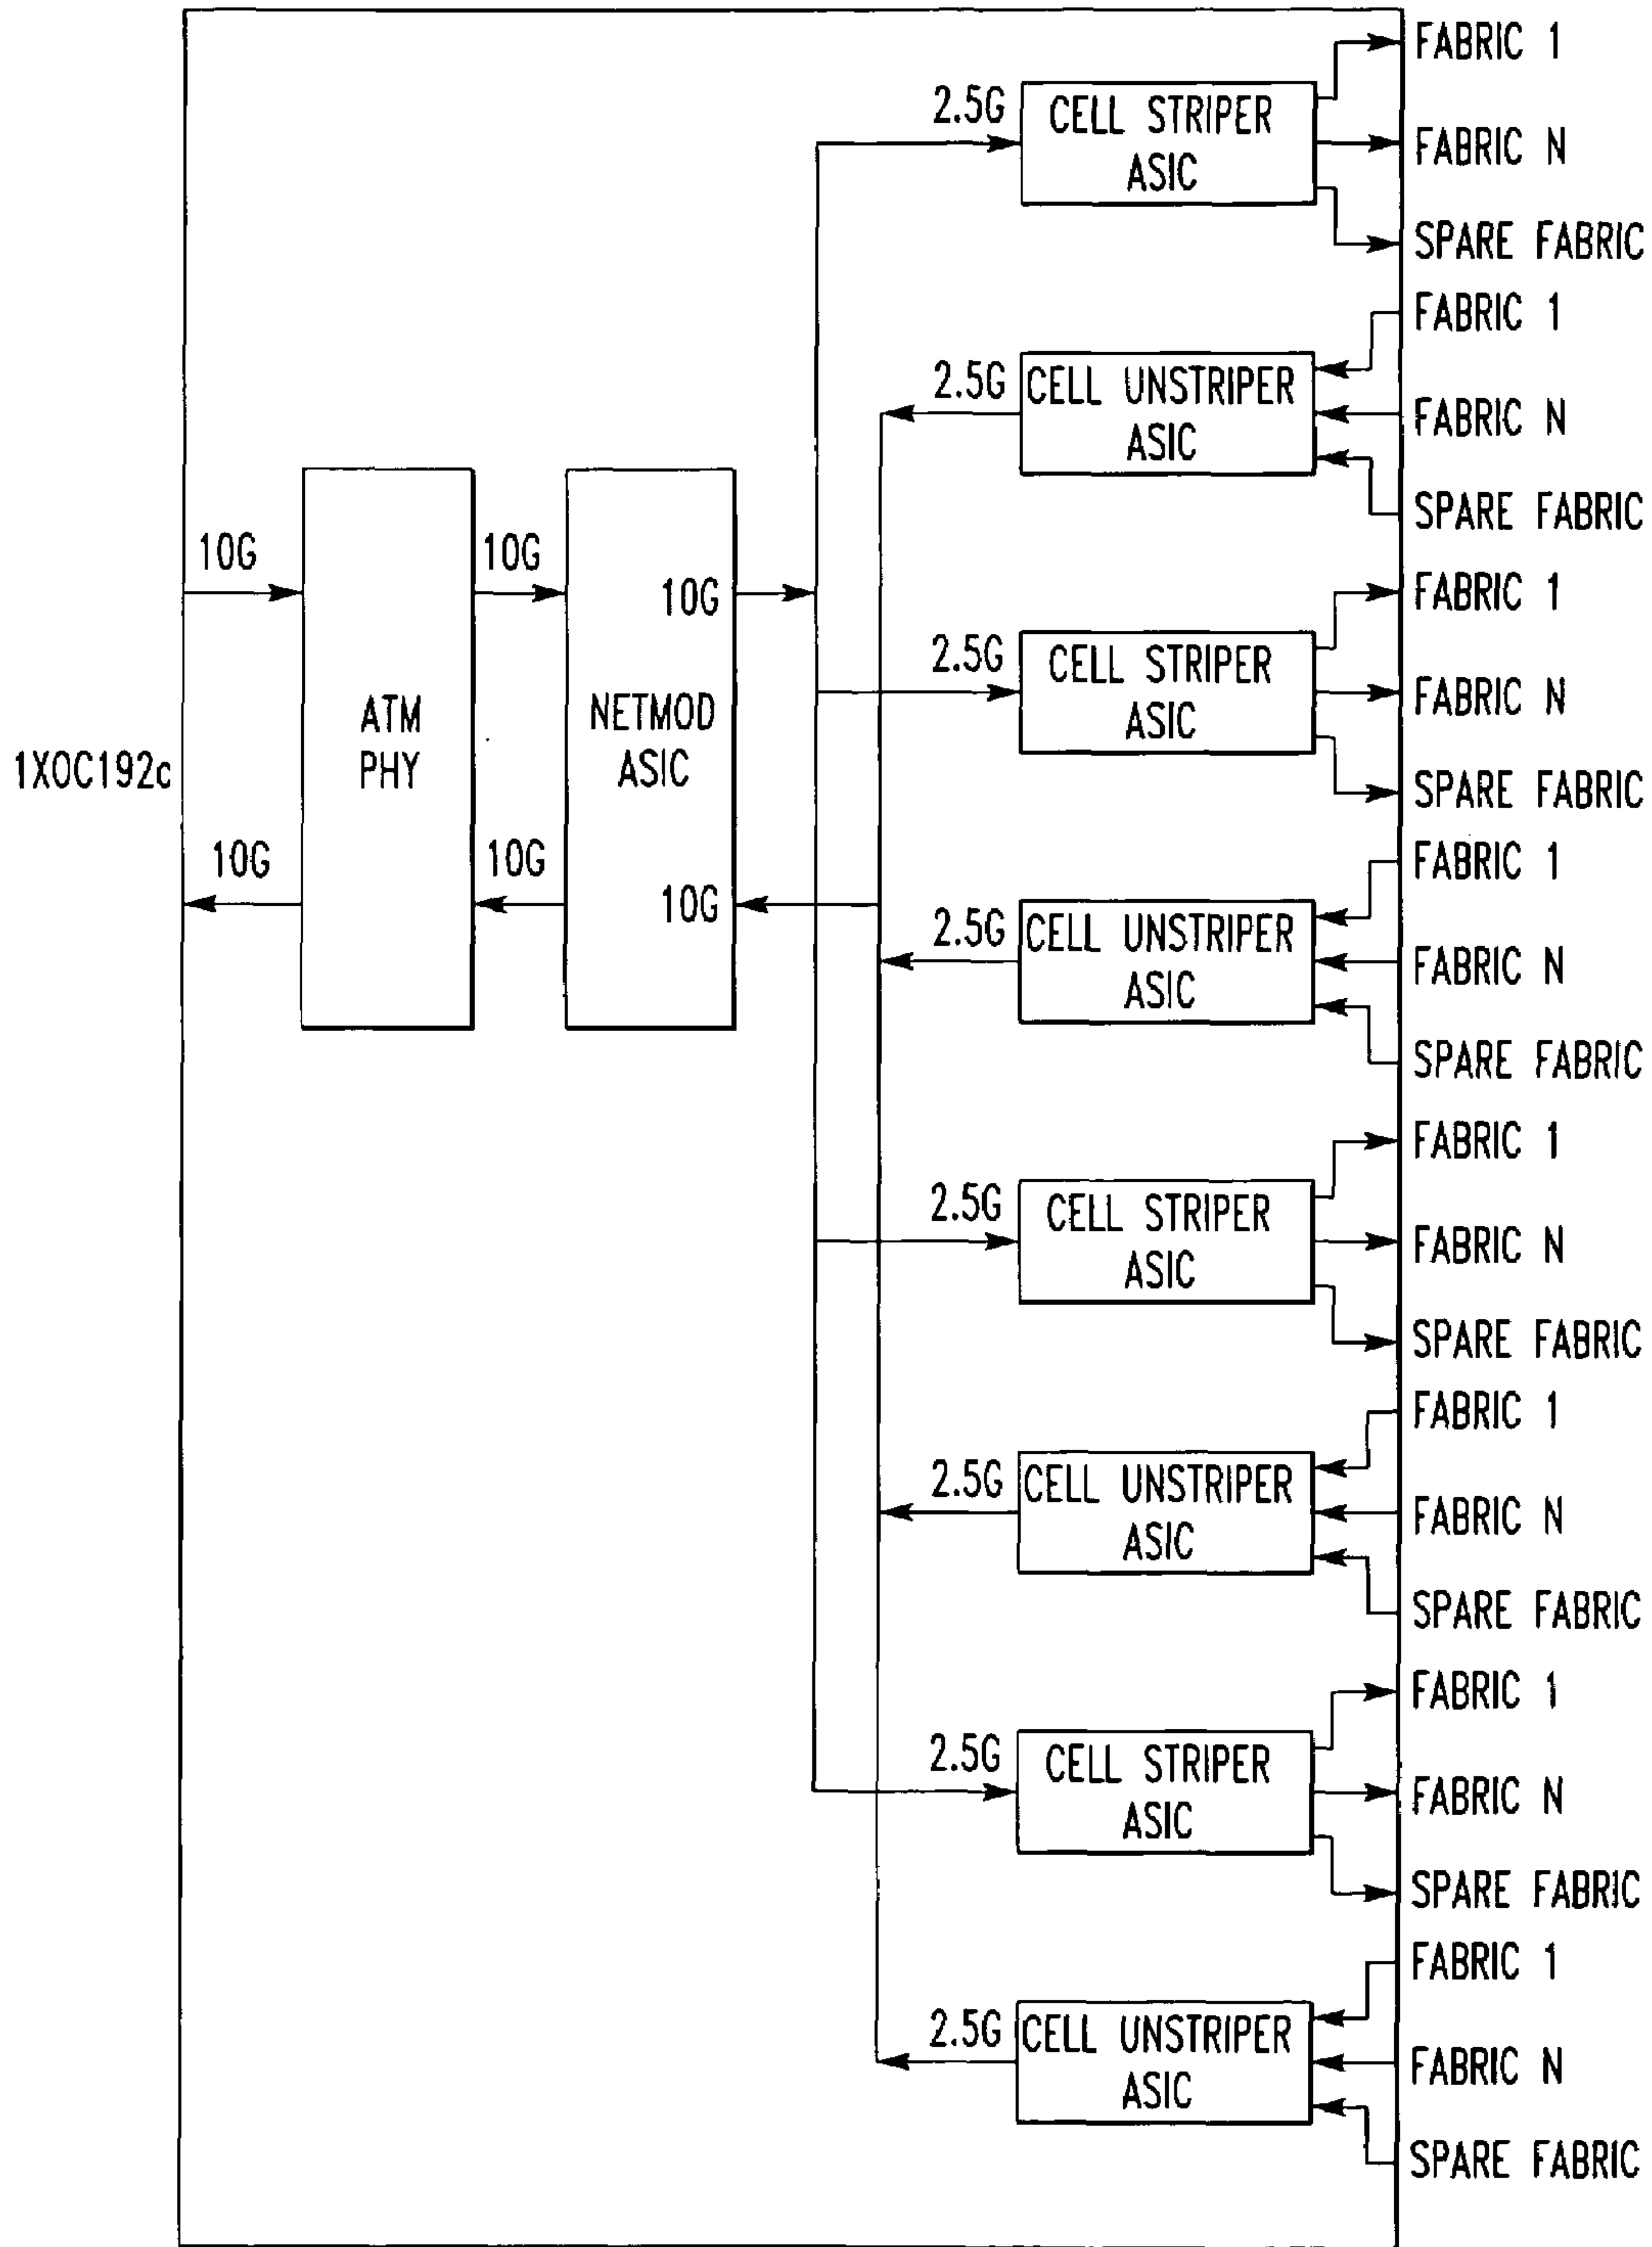 FABRIC 1
2.5G
CELL STRIPER
ASIC
FABRIC N
SPARE FABRIC
FABRIC 1
2.5G
CELL UNSTRIPER
ASIC
FABRIC N
SPARE FABRIC
10G
10G
10G
FABRIC 1
2.5G
CELL STRIPER
ASIC
FABRIC N
ATM
PHY
NETMOD
ASIC
1XOC192c
SPARE FABRIC
10G
10G
10G
FABRIC 1
2.5G
CELL UNSTRIPER
ASIC
FABRIC N
SPARE FABRIC
FABRIC 1
2.5G
CELL STRIPER
ASIC
FABRIC N
SPARE FABRIC
FABRIC 1
2.5G
CELL UNSTRIPER
ASIC
FABRIC N
SPARE FABRIC
FABRIC 1
2.5G
CELL STRIPER
ASIC
FABRIC N
SPARE FABRIC
FABRIC 1
2.5G
CELL UNSTRIPER
ASIC
FABRIC N
SPARE FABRIC